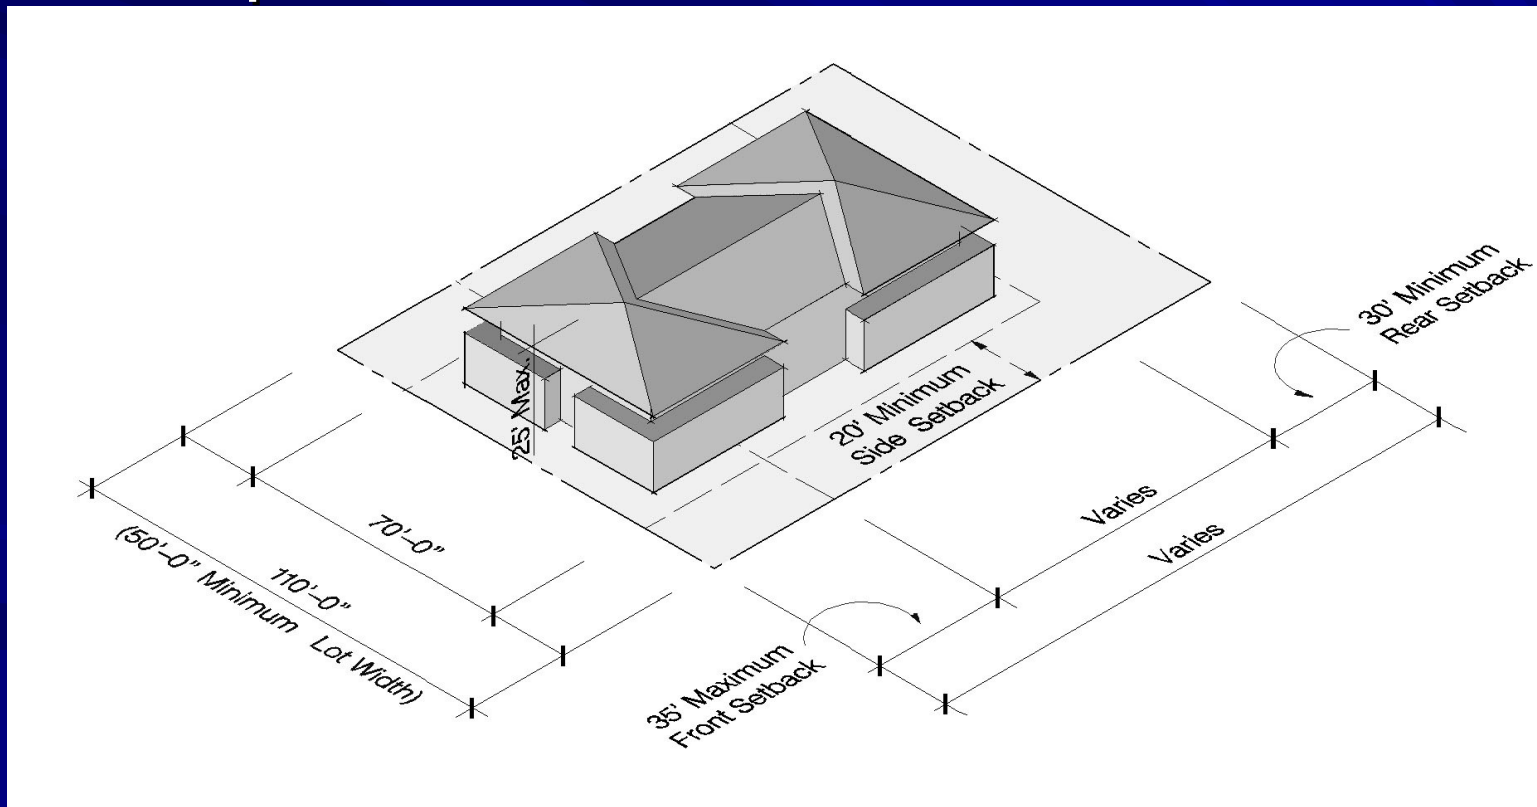 30' Minimum
Rear Setback
25' Max.
20' Minimum
Side Setback
70'-0"
Varies
110'-0"
Varies
(50'-0" Minimum Lot Width)
35' Maximum
Front Setback